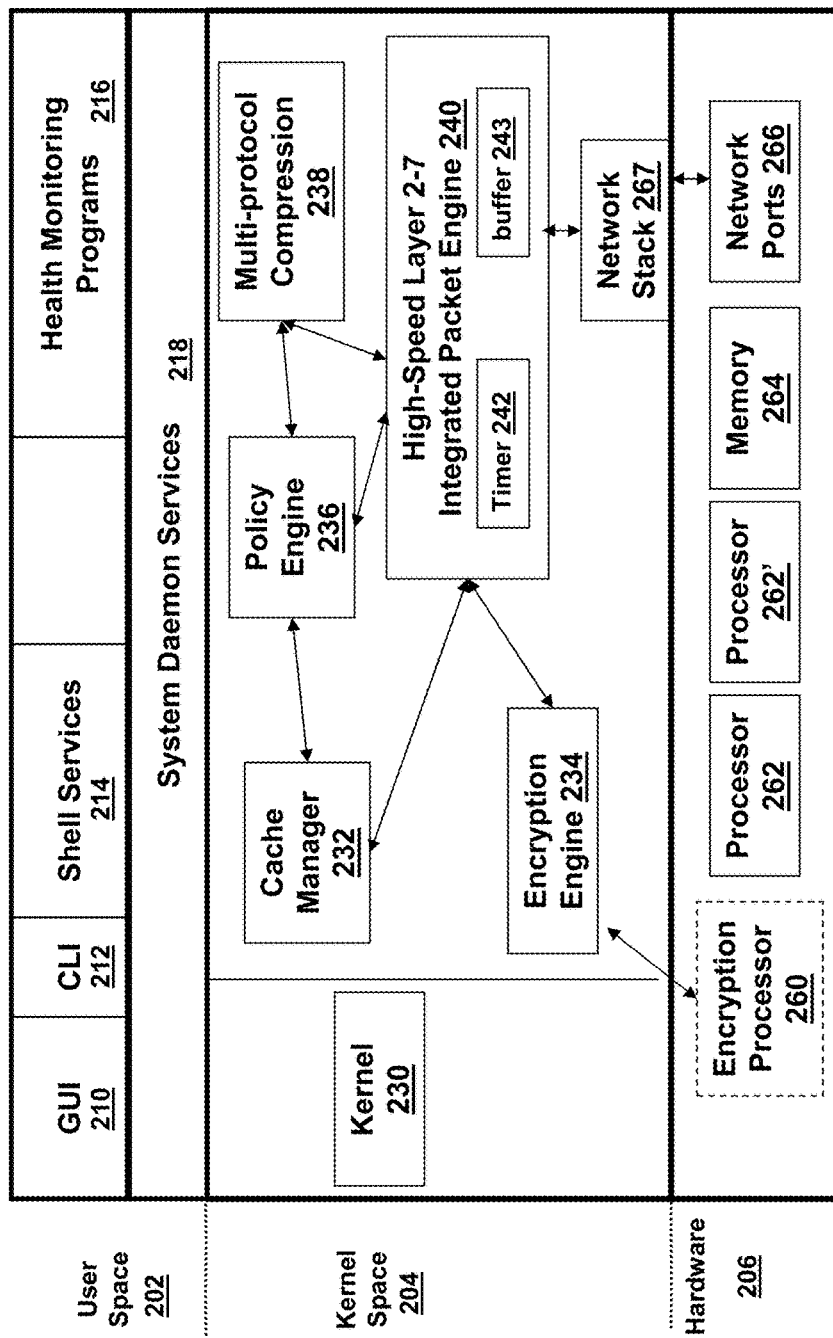 User
Space
202
GUI
210
CLI
212
Shell Services
214
Health Monitoring
Programs 216
System Daemon Services 218
Kernel
Space
204
Kernel
230
Cache
Manager
232
Policy
Engine
236
Multi-protocol
Compression
238
High-Speed Layer 2-7
Integrated Packet Engine 240
Timer 242
buffer 243
Encryption
Engine 234
Network
Stack 267
Hardware
206
Encryption
Processor
260
Processor
262
Processor
262'
Memory
264
Network
Ports 266